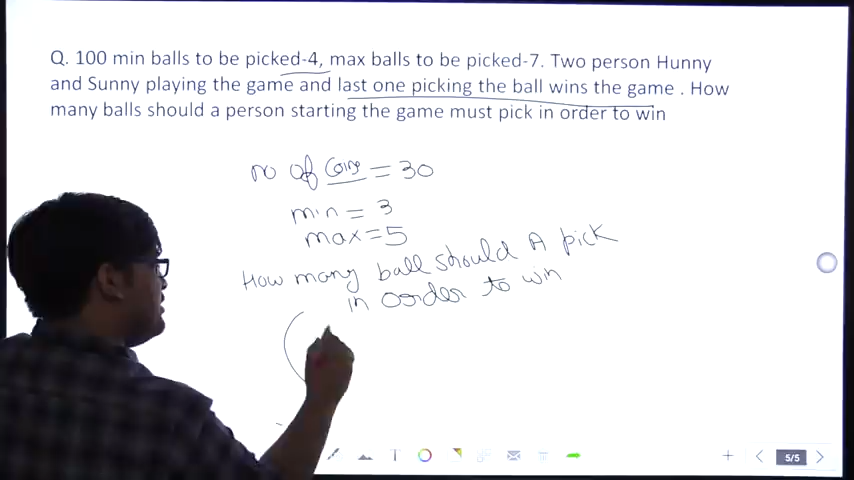 Q. 100 min balls to be picked-4, max balls to be picked-7. Two person Hunny
and Sunny playing the game and last one picking the ball wins the game . How
many balls should a person starting the game must pick in order to win
no of Coins = 30
min = 3
max = 5
How many ball should A pick
in order to win
T
5/5